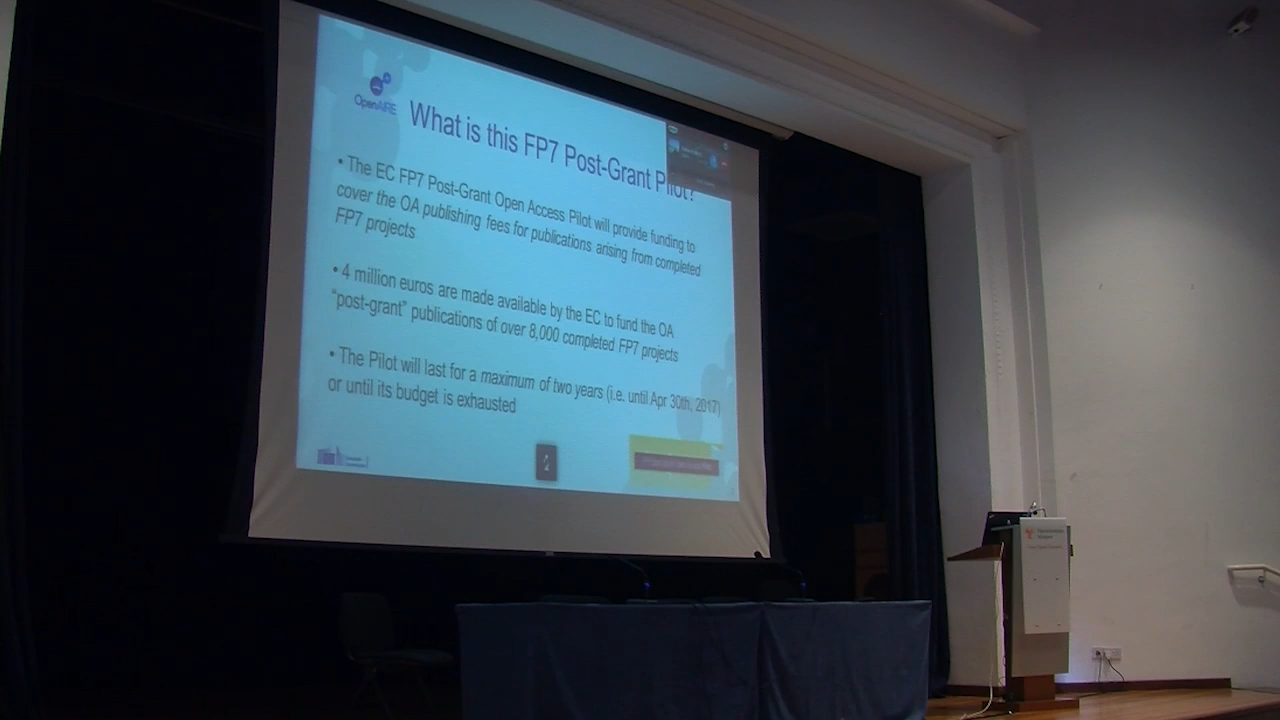 OpenAIRE
What is this FP7 Post-Grant Pilot?
• The EC FP7 Post-Grant Open Access Pilot will provide funding to
cover the OA publishing fees for publications arising from completed
FP7 projects
• 4 million euros are made available by the EC to fund the OA
“post-grant” publications of over 8,000 completed FP7 projects
• The Pilot will last for a maximum of two years (i.e. until Apr 30th, 2017)
or until its budget is exhausted